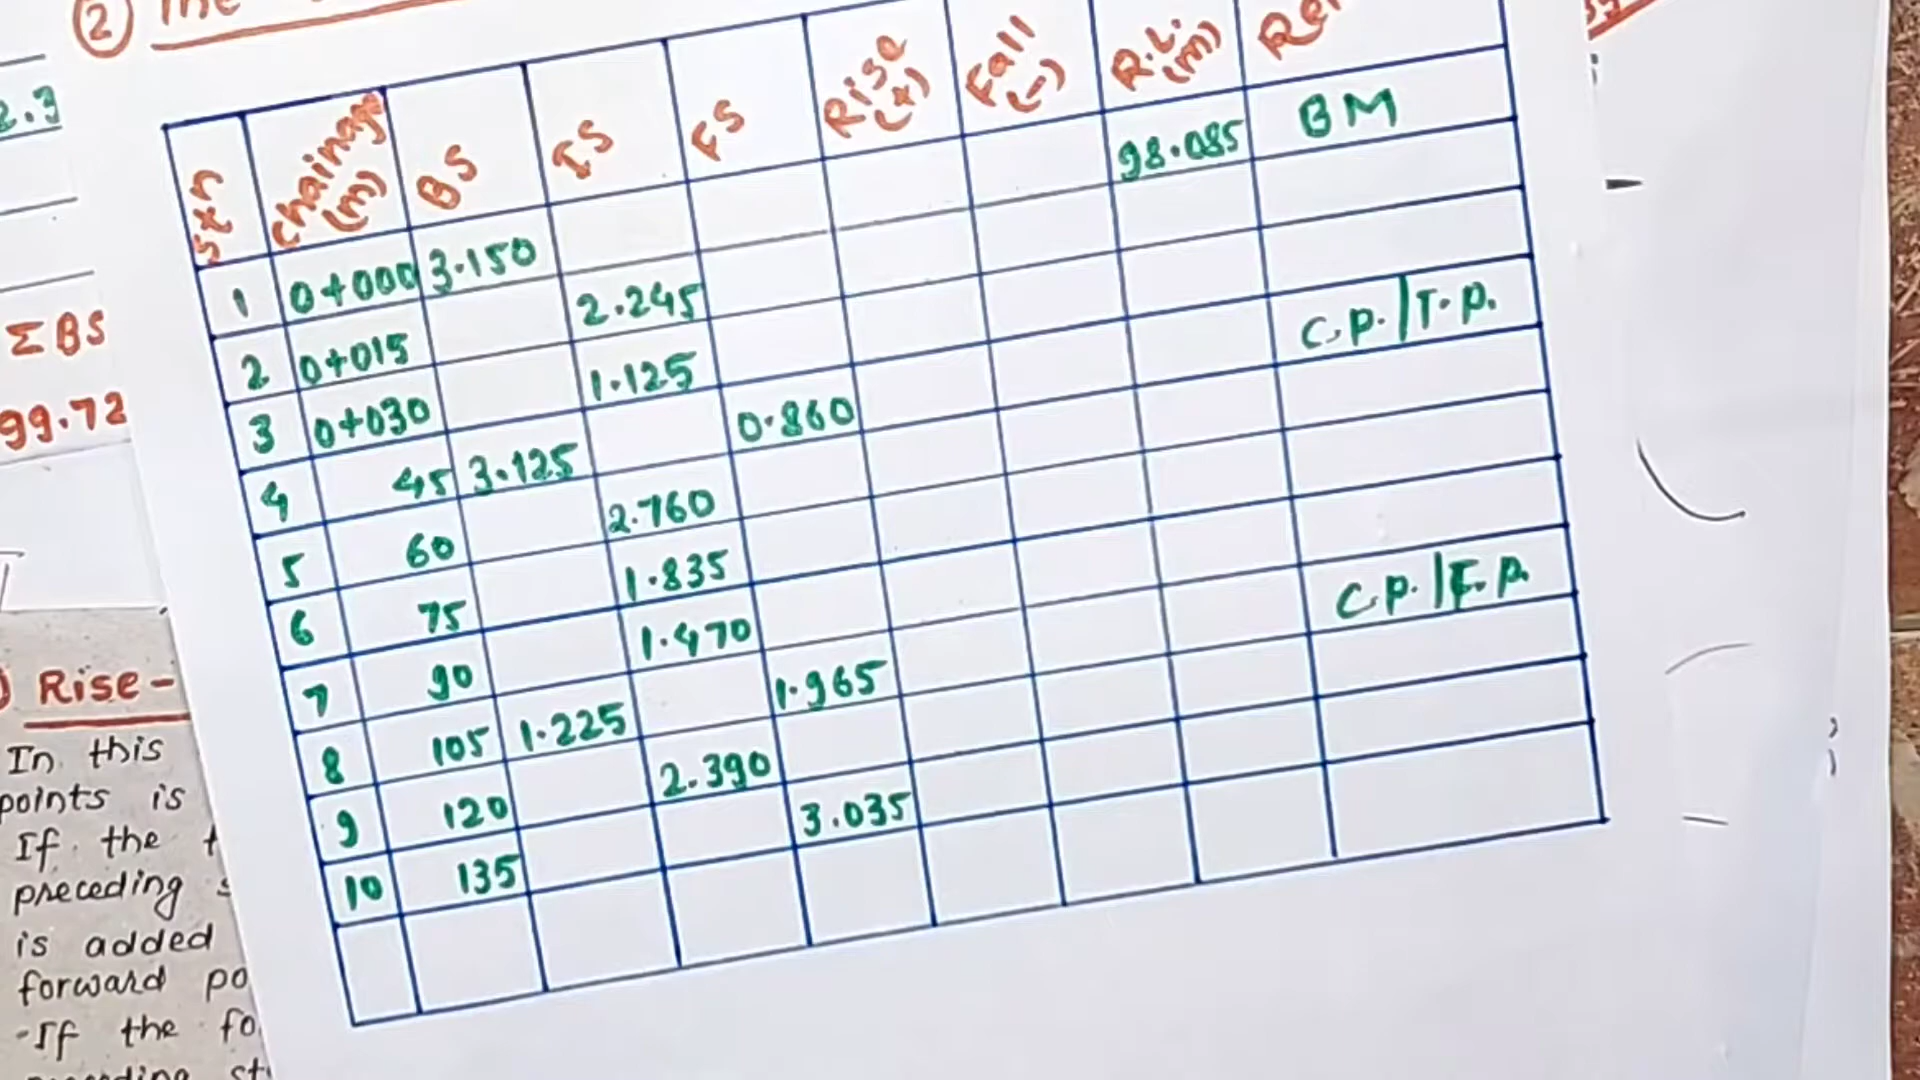 ② The
Stn Chainage (m) BS IS FS Rise (+) Fall (-) R.L. (m)
1 0+000 3.150 98.085 BM
2 0+015 2.245
3 0+030 1.125
4 45 3.125 0.860 C.P./T.P.
5 60 2.760
6 75 1.835
7 90 1.470
8 105 1.225 1.965 C.P./T.P.
9 120 2.390
10 135 3.035
2.3
ΣBS
99.72
Rise-
In this
points is
If the
preceding
is added
forward po
-If the fo